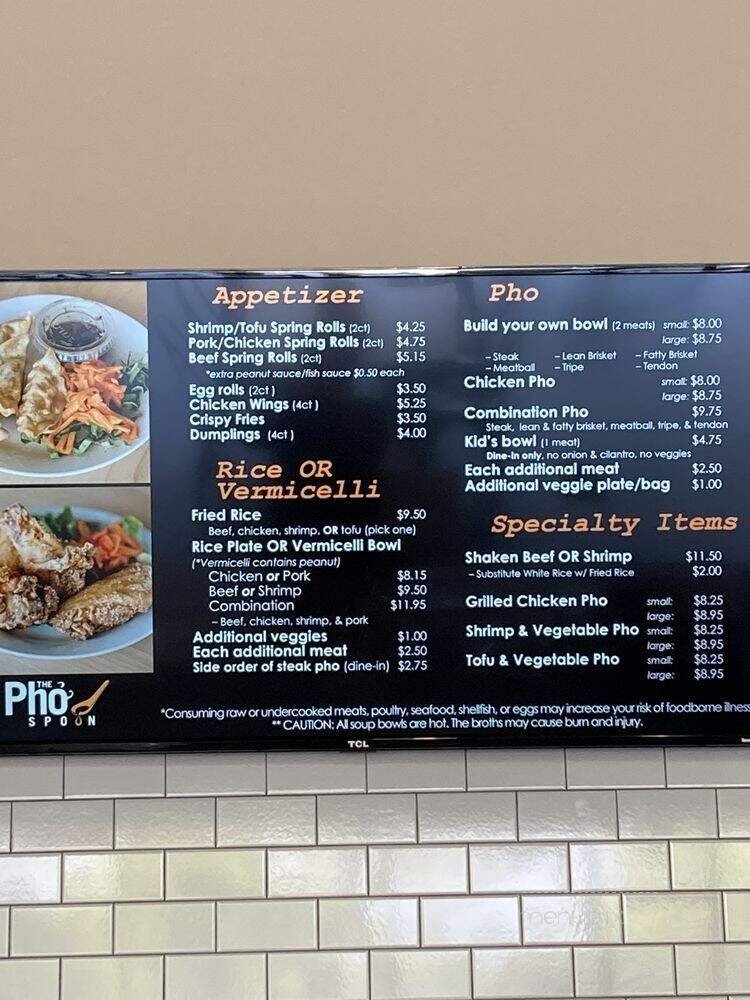 Appetizer
Shrimp/Tofu Spring Rolls (2ct) $4.25
Pork/Chicken Spring Rolls (2ct) $4.75
Beef Spring Rolls (2ct) $5.15
*extra peanut sauce/fish sauce $0.50 each
Egg rolls (2ct ) $3.50
Chicken Wings (4ct ) $5.25
Crispy Fries $3.50
Dumplings (4ct ) $4.00
Rice OR
Vermicelli
Fried Rice $9.50
Beef, chicken, shrimp, OR tofu (pick one)
Rice Plate OR Vermicelli Bowl
(*Vermicelli contains peanut)
Chicken or Pork $8.15
Beef or Shrimp $9.50
Combination $11.95
– Beef, chicken, shrimp, & pork
Additional veggies $1.00
Each additional meat $2.50
Side order of steak pho (dine-in) $2.75
Pho
Build your own bowl (2 meats) small: $8.00
large: $8.75
– Steak – Lean Brisket – Fatty Brisket
– Meatball – Tripe – Tendon
Chicken Pho small: $8.00
large: $8.75
Combination Pho $9.75
Steak, lean & fatty brisket, meatball, tripe, & tendon
Kid's bowl (1 meat) $4.75
Dine-in only, no onion & cilantro, no veggies
Each additional meat $2.50
Additional veggie plate/bag $1.00
Specialty Items
Shaken Beef OR Shrimp $11.50
– Substitute White Rice w/ Fried Rice $2.00
Grilled Chicken Pho small: $8.25
large: $8.95
Shrimp & Vegetable Pho small: $8.25
large: $8.95
Tofu & Vegetable Pho small: $8.25
large: $8.95
THE
Phở
SPOON
*Consuming raw or undercooked meats, poultry, seafood, shellfish, or eggs may increase your risk of foodborne illness
** CAUTION: All soup bowls are hot. The broths may cause burn and injury.
TCL